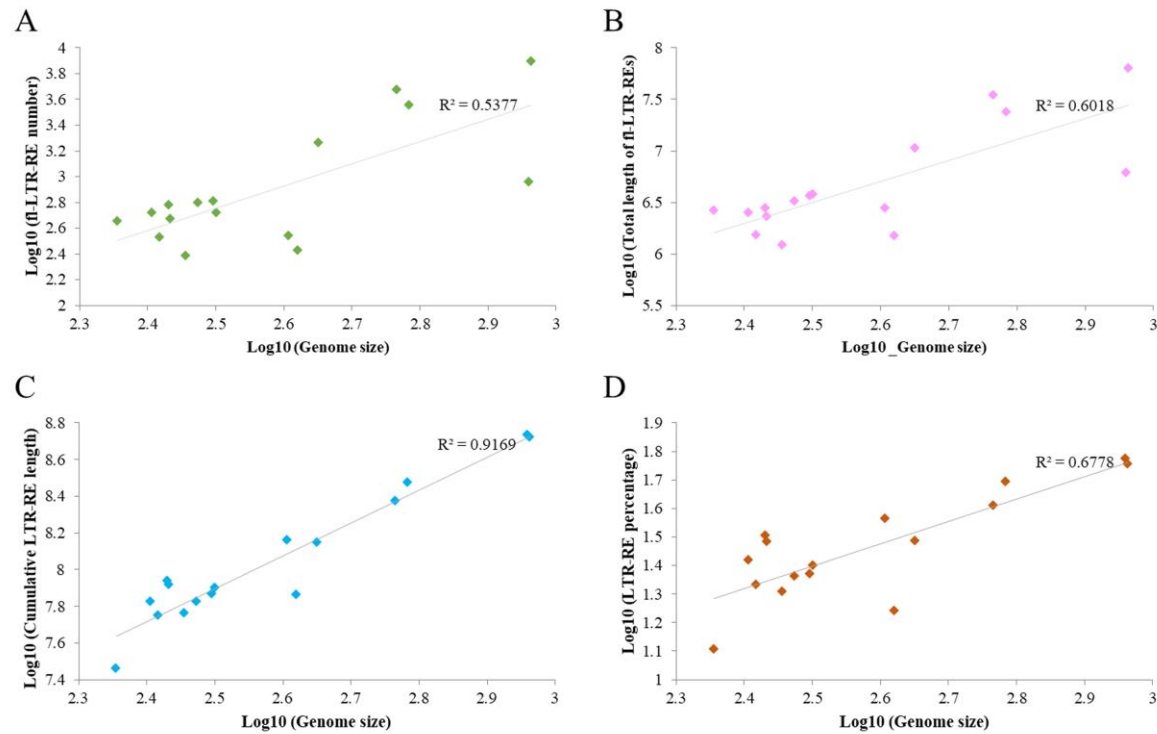 A
Log10 (fl-LTR-RE number)
4
3.8
3.6
3.4
3.2
3
2.8
2.6
2.4
2.2
2
R² = 0.5377
2.3 2.4 2.5 2.6 2.7 2.8 2.9 3
Log10 (Genome size)
B
Log10 (Total length of fl-LTR-REs)
8
7.5
7
6.5
6
5.5
R² = 0.6018
2.3 2.4 2.5 2.6 2.7 2.8 2.9 3
Log10 _Genome size)
C
Log10 (Cumulative LTR-RE length)
8.8
8.6
8.4
8.2
8
7.8
7.6
7.4
R² = 0.9169
2.3 2.4 2.5 2.6 2.7 2.8 2.9 3
Log10 (Genome size)
D
Log10 (LTR-RE percentage)
1.9
1.8
1.7
1.6
1.5
1.4
1.3
1.2
1.1
1
R² = 0.6778
2.3 2.4 2.5 2.6 2.7 2.8 2.9 3
Log10 (Genome size)